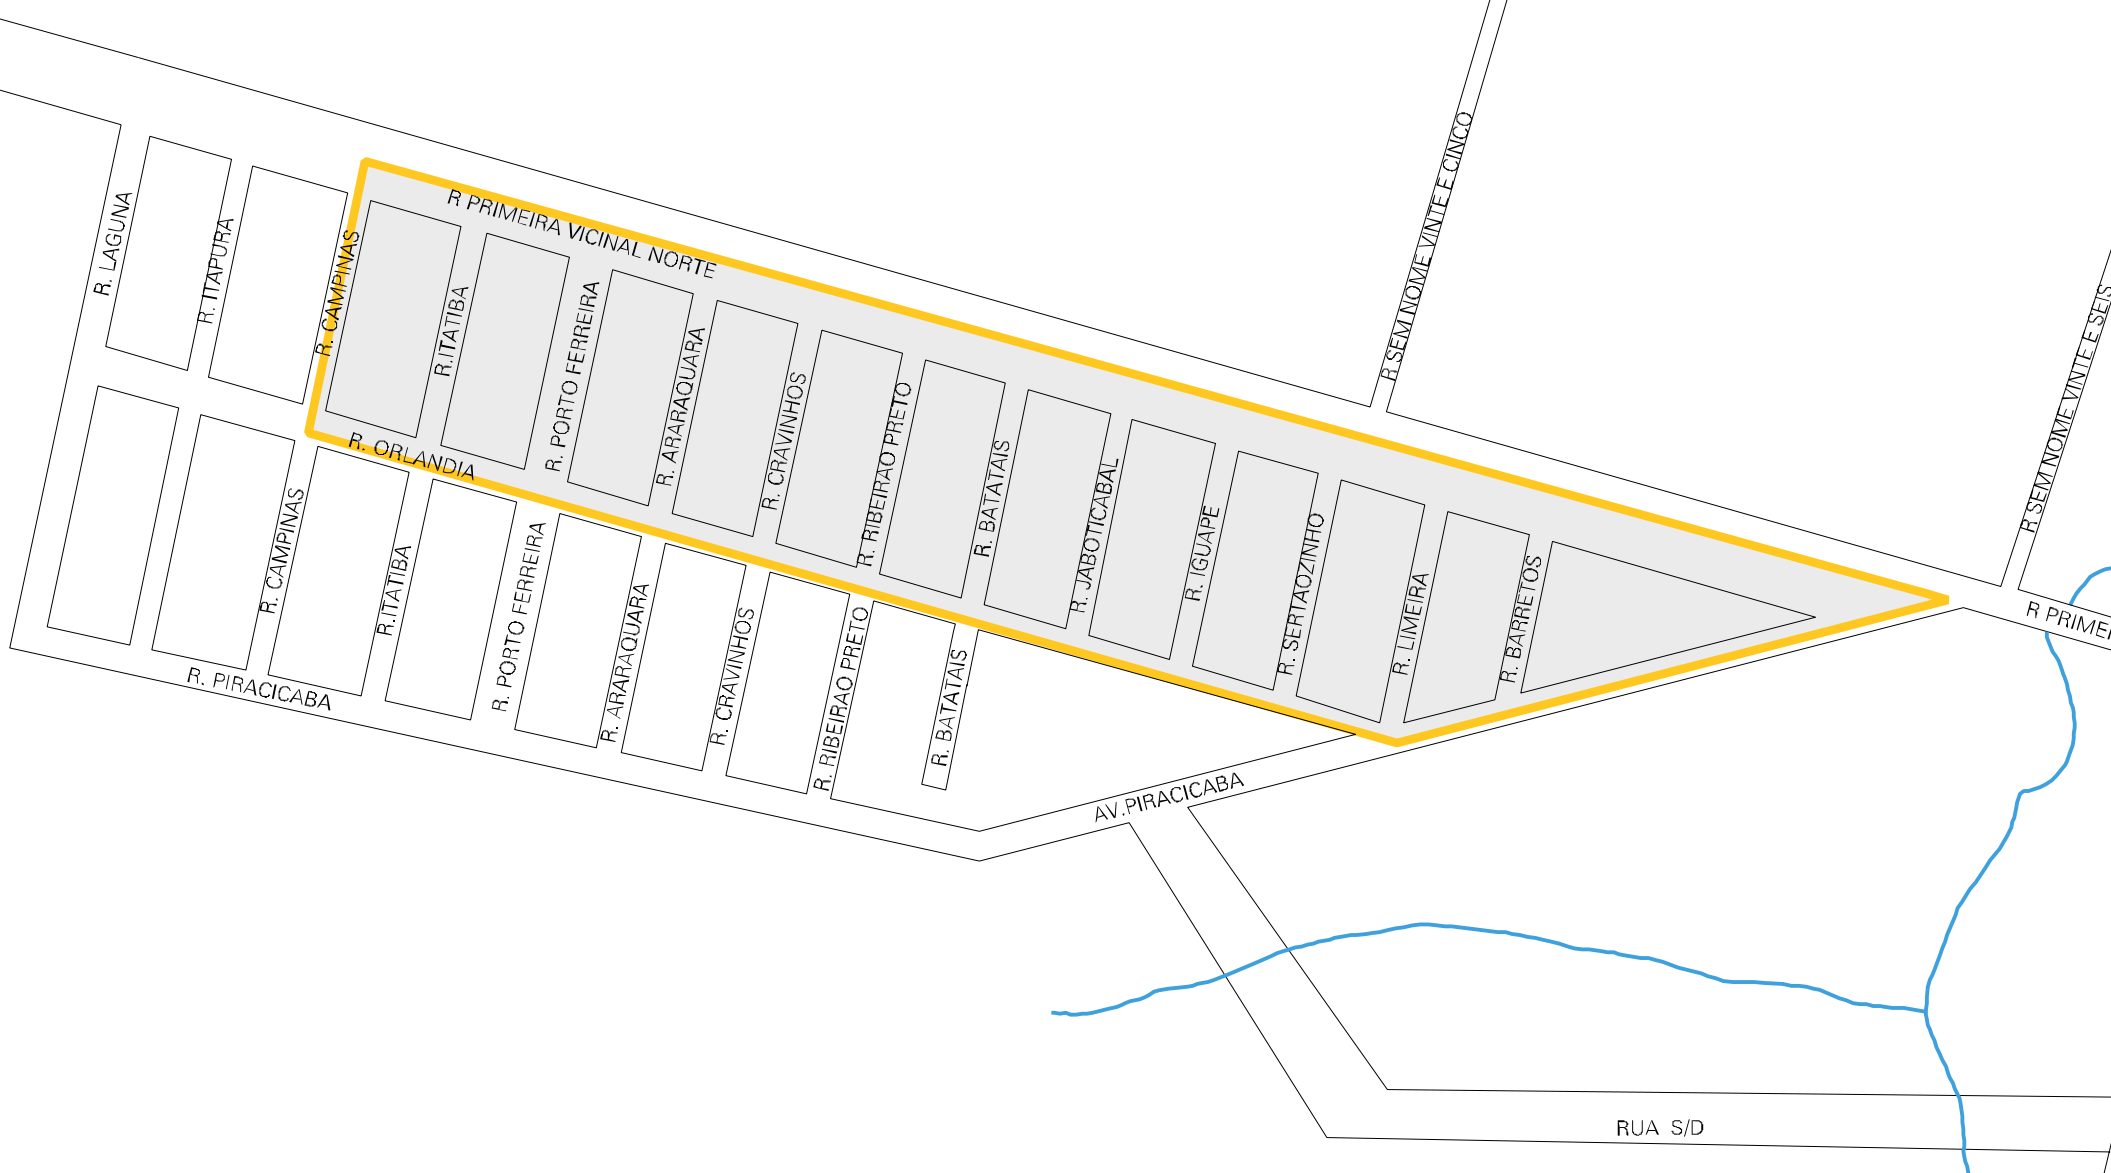 R. SEM NOME VINTE E CINCO
R. LAGUNA
R. ITAPURA
R. CAMPINAS
R PRIMEIRA VICINAL NORTE
R.ITATIBA
R. PORTO FERREIRA
R. ARARAQUARA
R. CRAVINHOS
R. RIBEIRAO PRETO
R. BATATAIS
R. JABOTICABAL
R. IGUAPE
R. SERTAOZINHO
R. LIMEIRA
R. BARRETOS
R.SEM NOME VINTE E SEIS
R PRIMEI
R. ORLANDIA
R. CAMPINAS
R.ITATIBA
R. PORTO FERREIRA
R. ARARAQUARA
R. CRAVINHOS
R. RIBEIRAO PRETO
R. BATATAIS
R. PIRACICABA
AV.PIRACICABA
RUA S/D